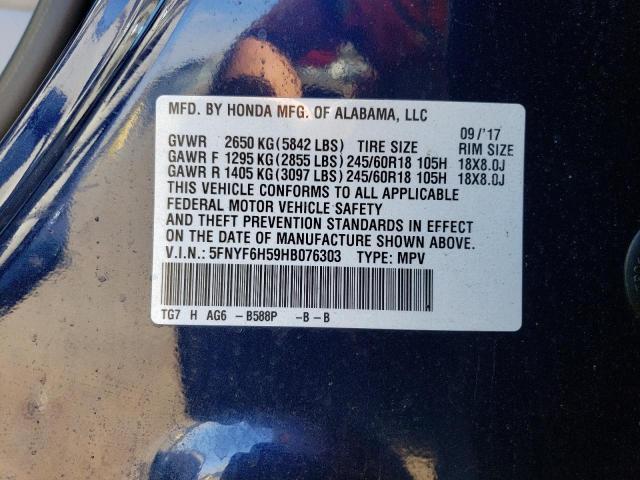 MFD. BY HONDA MFG. OF ALABAMA, LLC 09/'17
GVWR 2650 KG(5842 LBS) TIRE SIZE RIM SIZE
GAWR F 1295 KG(2855 LBS) 245/60R18 105H 18X8.0J
GAWR R 1405 KG(3097 LBS) 245/60R18 105H 18X8.0J
THIS VEHICLE CONFORMS TO ALL APPLICABLE
FEDERAL MOTOR VEHICLE SAFETY
AND THEFT PREVENTION STANDARDS IN EFFECT
ON THE DATE OF MANUFACTURE SHOWN ABOVE.
V.I.N.: 5FNYF6H59HB076303 TYPE: MPV
TG7 H AG6 - B588P -B - B